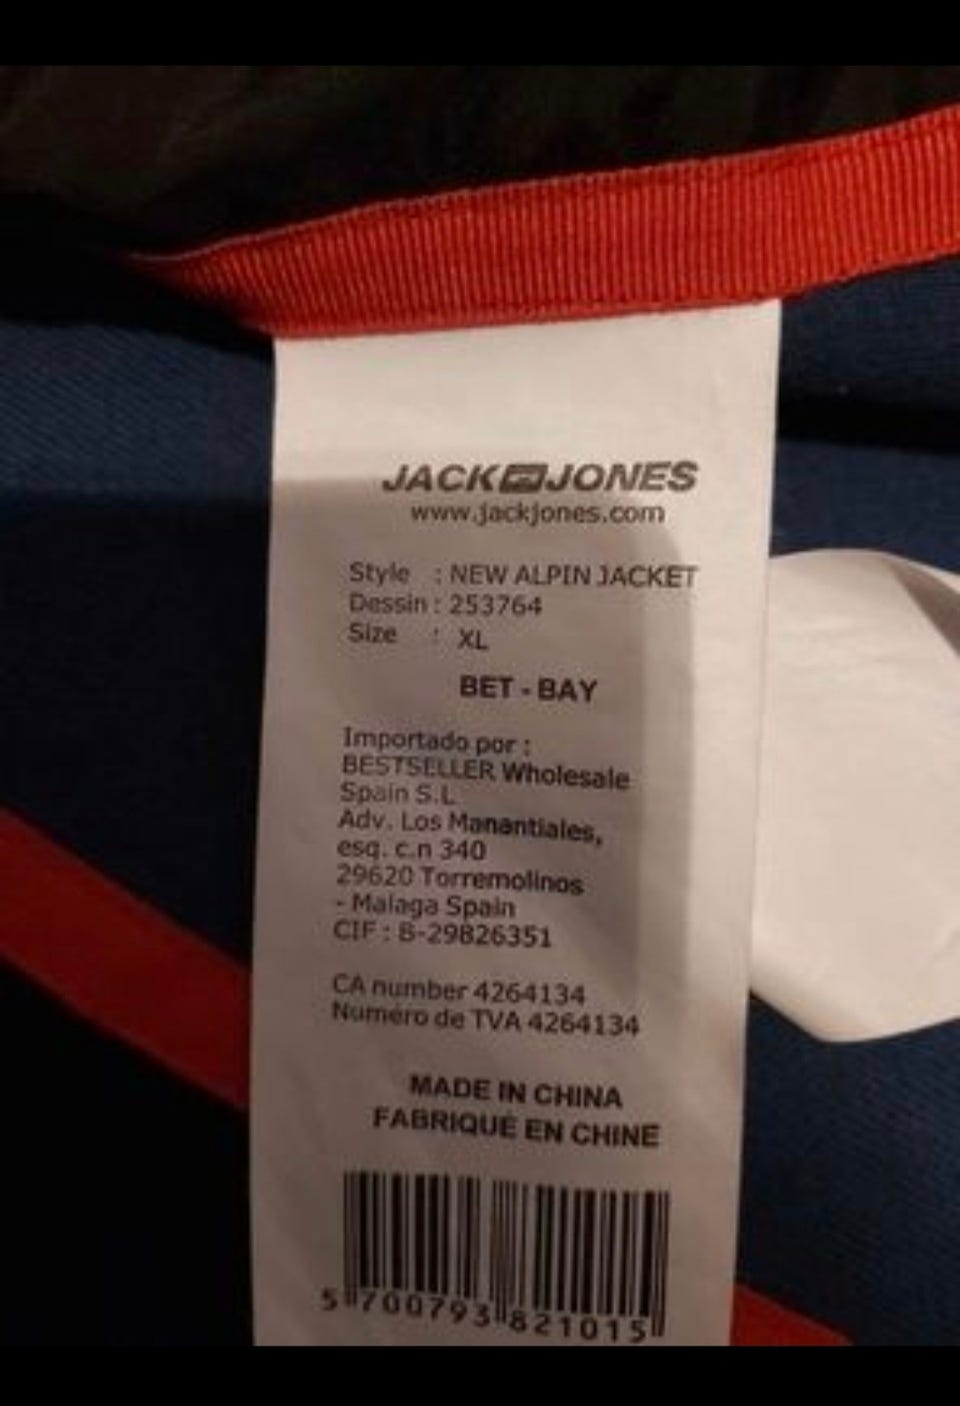 JACK JONES
www.jackjones.com
Style : NEW ALPIN JACKET
Dessin : 253764
Size : XL
BET - BAY
Importado por :
BESTSELLER Wholesale
Spain S.L
Adv. Los Manantiales,
esq. c.n 340
29620 Torremolinos
- Malaga Spain
CIF : B-29826351
CA number 4264134
Numéro de TVA 4264134
MADE IN CHINA
FABRIQUÉ EN CHINE
5 700793 821015